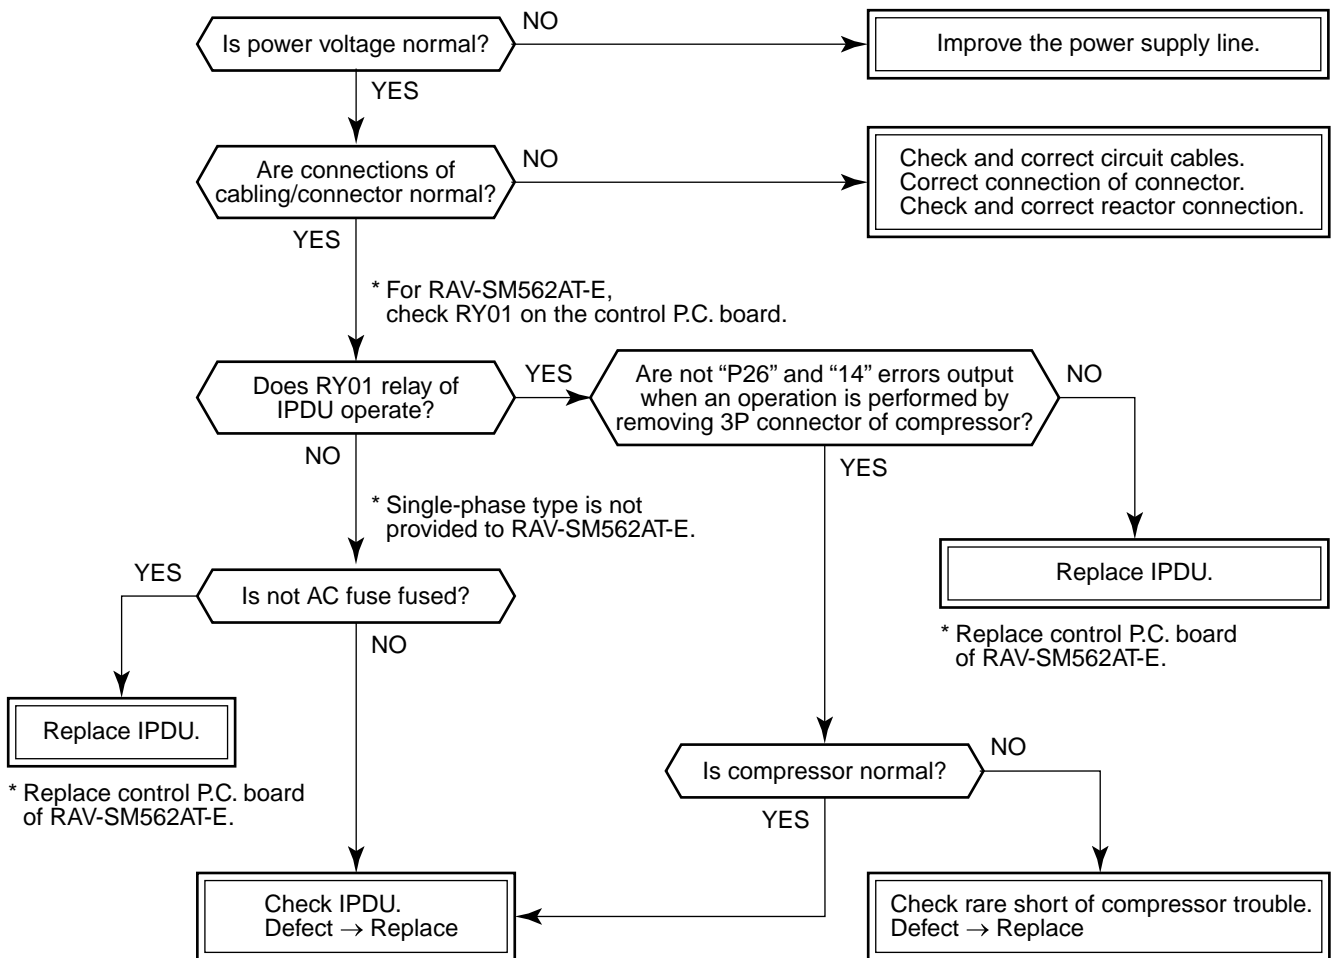 Is power voltage normal?
NO
Improve the power supply line.
YES
Are connections of
cabling/connector normal?
NO
Check and correct circuit cables.
Correct connection of connector.
Check and correct reactor connection.
YES
* For RAV-SM562AT-E,
check RY01 on the control P.C. board.
Does RY01 relay of
IPDU operate?
YES
Are not “P26” and “14” errors output
when an operation is performed by
removing 3P connector of compressor?
NO
NO
YES
* Single-phase type is not
provided to RAV-SM562AT-E.
Replace IPDU.
* Replace control P.C. board
of RAV-SM562AT-E.
YES
Is not AC fuse fused?
NO
Replace IPDU.
* Replace control P.C. board
of RAV-SM562AT-E.
Is compressor normal?
NO
YES
Check IPDU.
Defect → Replace
Check rare short of compressor trouble.
Defect → Replace